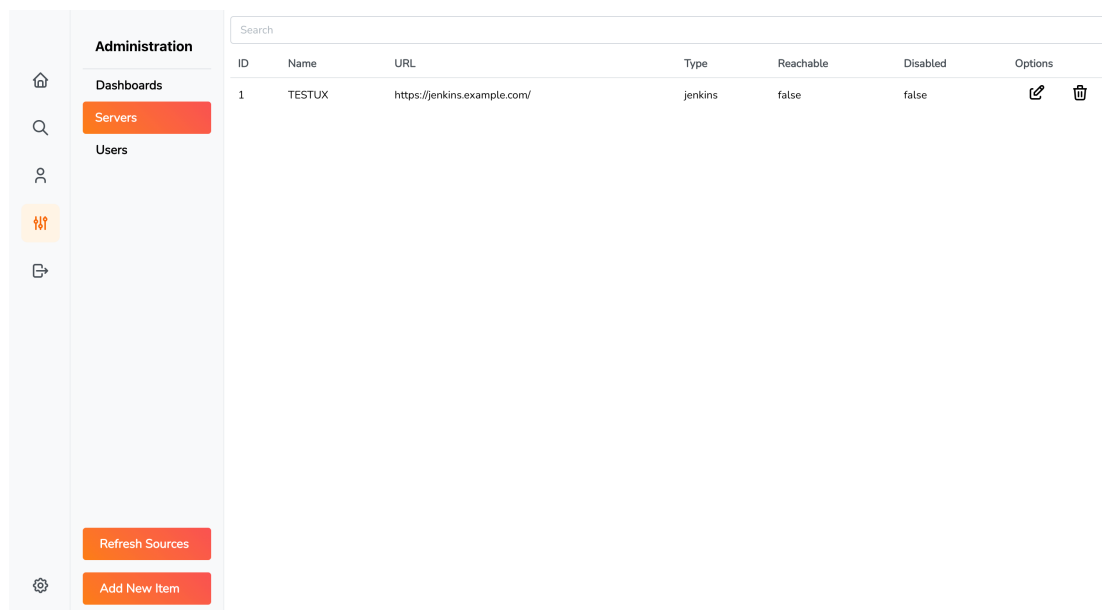 Administration
Dashboards
Servers
Users
Refresh Sources
Add New Item
Search
ID Name URL Type Reachable Disabled Options
1 TESTUX https://jenkins.example.com/ jenkins false false